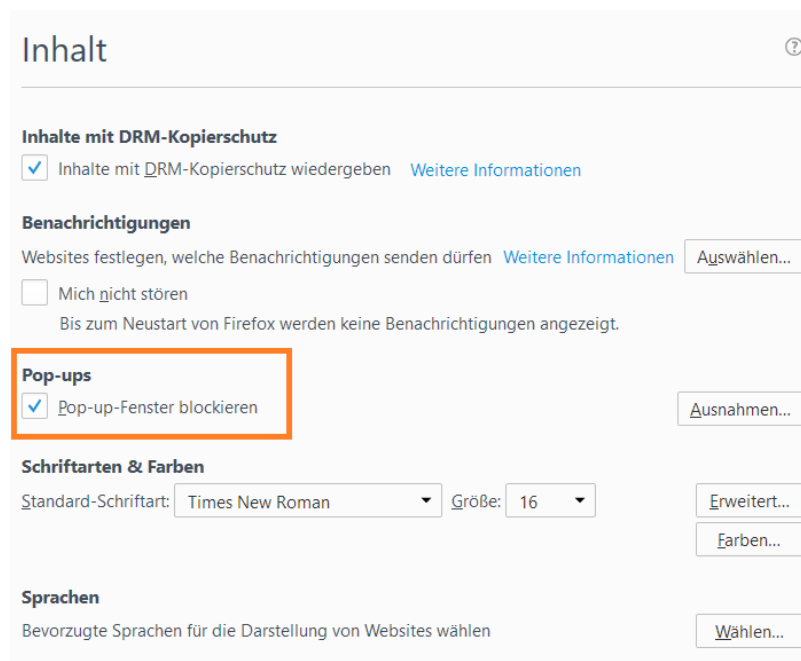 Inhalt
?
Inhalte mit DRM-Kopierschutz
Inhalte mit DRM-Kopierschutz wiedergeben Weitere Informationen
Benachrichtigungen
Websites festlegen, welche Benachrichtigungen senden dürfen Weitere Informationen Auswählen...
Mich nicht stören
Bis zum Neustart von Firefox werden keine Benachrichtigungen angezeigt.
Pop-ups
Pop-up-Fenster blockieren Ausnahmen...
Schriftarten & Farben
Standard-Schriftart: Times New Roman Größe: 16 Erweitert...
Farben...
Sprachen
Bevorzugte Sprachen für die Darstellung von Websites wählen Wählen...